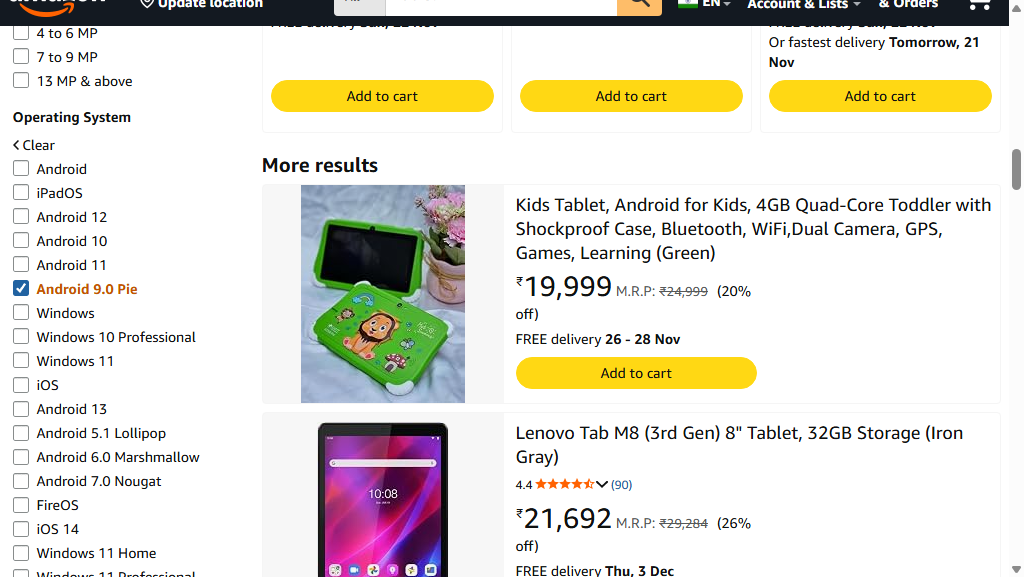 Update location
EN
Account & Lists
& Orders
4 to 6 MP
7 to 9 MP
13 MP & above
Operating System
Clear
Android
iPadOS
Android 12
Android 10
Android 11
Android 9.0 Pie
Windows
Windows 10 Professional
Windows 11
iOS
Android 13
Android 5.1 Lollipop
Android 6.0 Marshmallow
Android 7.0 Nougat
FireOS
iOS 14
Windows 11 Home
Windows 11 Professional
Or fastest delivery Tomorrow, 21
Nov
Add to cart
Add to cart
Add to cart
More results
Kids Tablet, Android for Kids, 4GB Quad-Core Toddler with
Shockproof Case, Bluetooth, WiFi,Dual Camera, GPS,
Games, Learning (Green)
₹19,999 M.R.P: ₹24,999 (20%
off)
FREE delivery 26 - 28 Nov
Add to cart
10:08
Lenovo Tab M8 (3rd Gen) 8" Tablet, 32GB Storage (Iron
Gray)
4.4 (90)
₹21,692 M.R.P: ₹29,284 (26%
off)
FREE delivery Thu, 3 Dec